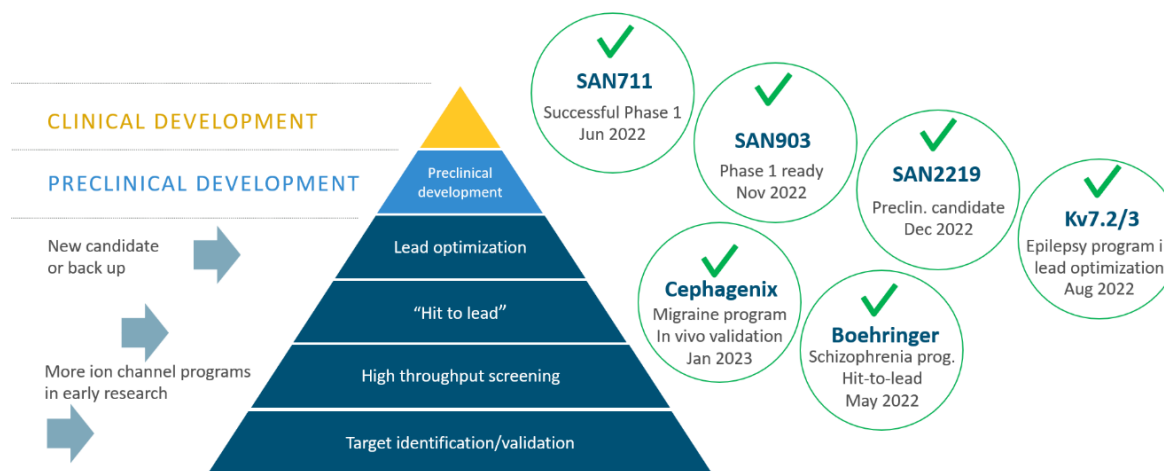 CLINICAL DEVELOPMENT
PRECLINICAL DEVELOPMENT
New candidate
or back up
More ion channel programs
in early research
Preclinical
development
Lead optimization
“Hit to lead”
High throughput screening
Target identification/validation
SAN711
Successful Phase 1
Jun 2022
SAN903
Phase 1 ready
Nov 2022
SAN2219
Preclin. candidate
Dec 2022
Kv7.2/3
Epilepsy program i
lead optimization
Aug 2022
Cephagenix
Migraine program
In vivo validation
Jan 2023
Boehringer
Schizophrenia prog.
Hit-to-lead
May 2022